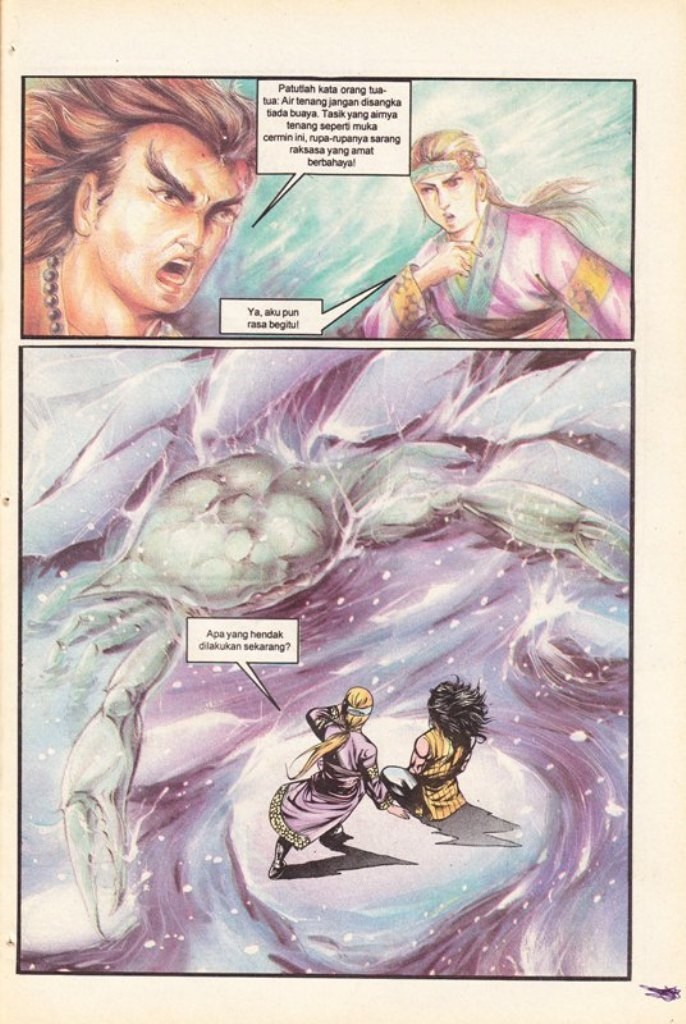 Patutlah kata orang tua-
tua: Air tenang jangan disangka
tiada buaya. Tasik yang airnya
tenang seperti muka
cermin ini, rupa-rupanya sarang
raksasa yang amat
berbahaya!
Ya, aku pun
rasa begitu!
Apa yang hendak
dilakukan sekarang?